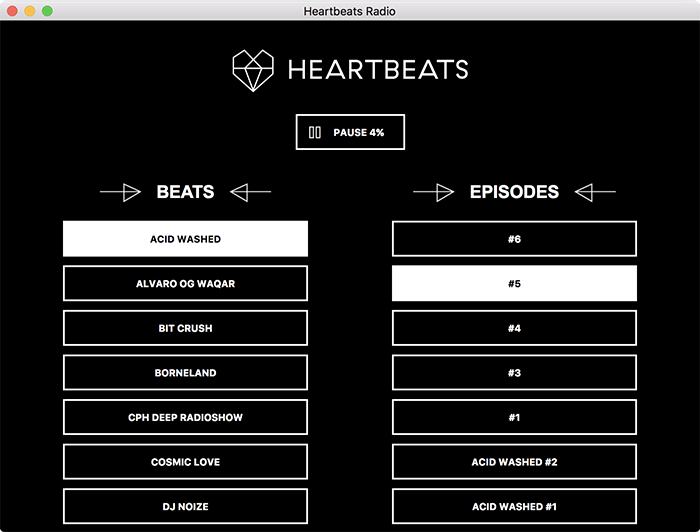 Heartbeats Radio
HEARTBEATS
PAUSE 4%
BEATS
ACID WASHED
ALVARO OG WAQAR
BIT CRUSH
BORNELAND
CPH DEEP RADIOSHOW
COSMIC LOVE
DJ NOIZE
EPISODES
#6
#5
#4
#3
#1
ACID WASHED #2
ACID WASHED #1